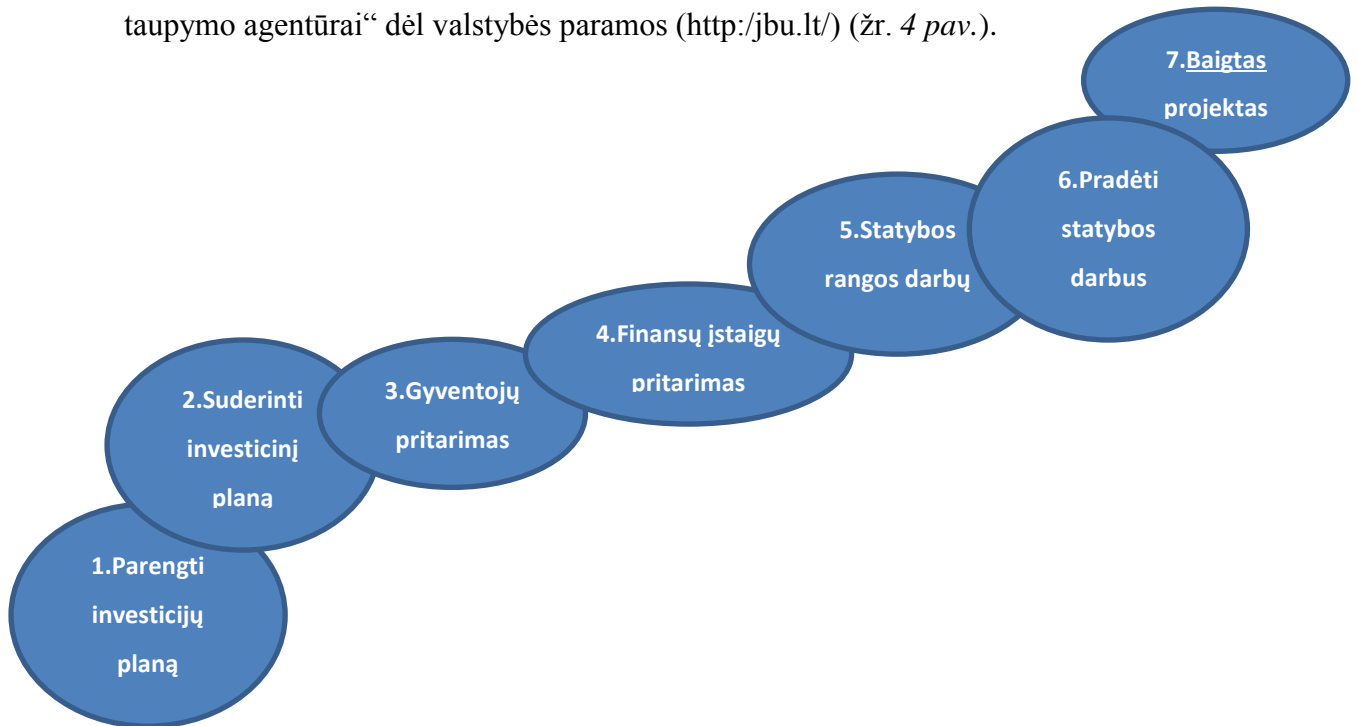 taupymo agentūrai“ dėl valstybės paramos (http:/jbu.lt/) (žr. 4 pav.).
7.Baigtas
projektas
6.Pradėti
statybos
darbus
5.Statybos
rangos darbų
4.Finansų įstaigų
pritarimas
3.Gyventojų
pritarimas
2.Suderinti
investicinį
planą
1.Parengti
investicijų
planą